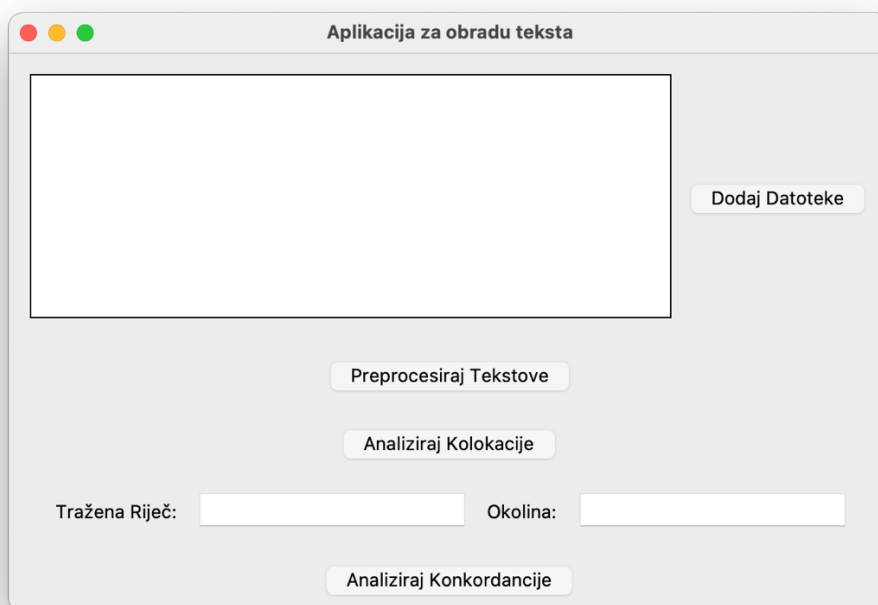 Aplikacija za obradu teksta
Dodaj Datoteke
Preprocesiraj Tekstove
Analiziraj Kolokacije
Tražena Riječ: Okolina:
Analiziraj Konkordancije